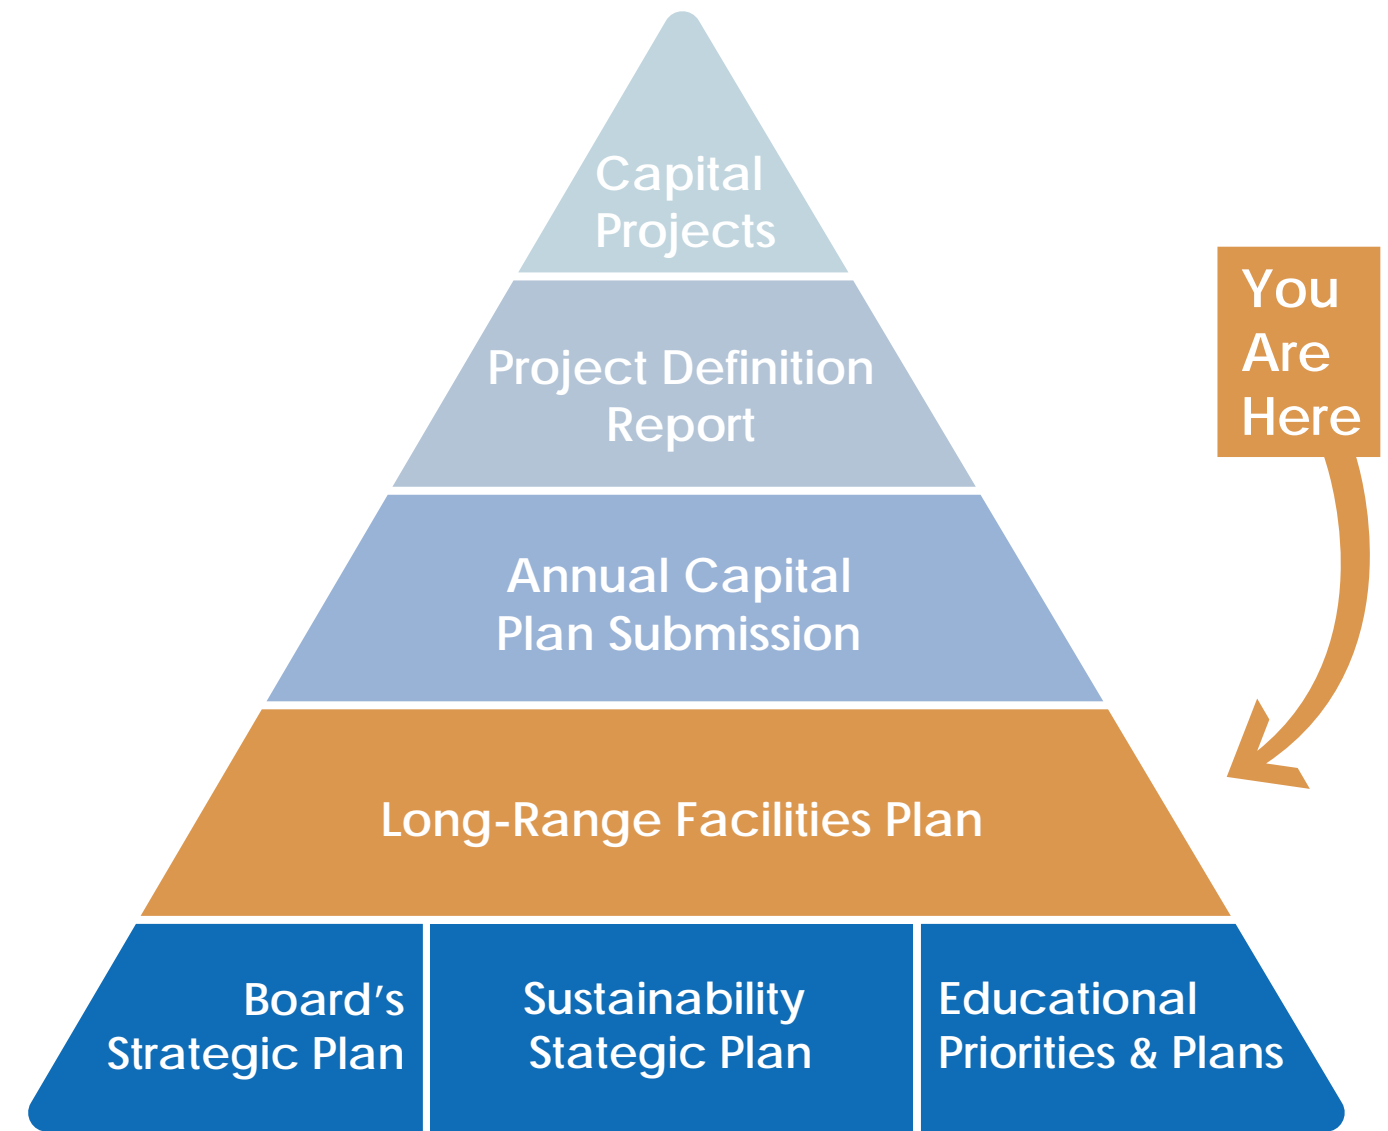 Capital
Projects
You
Are
Here
Project Definition
Report
Annual Capital
Plan Submission
Long-Range Facilities Plan
Board's
Strategic Plan
Sustainability
Stategic Plan
Educational
Priorities & Plans